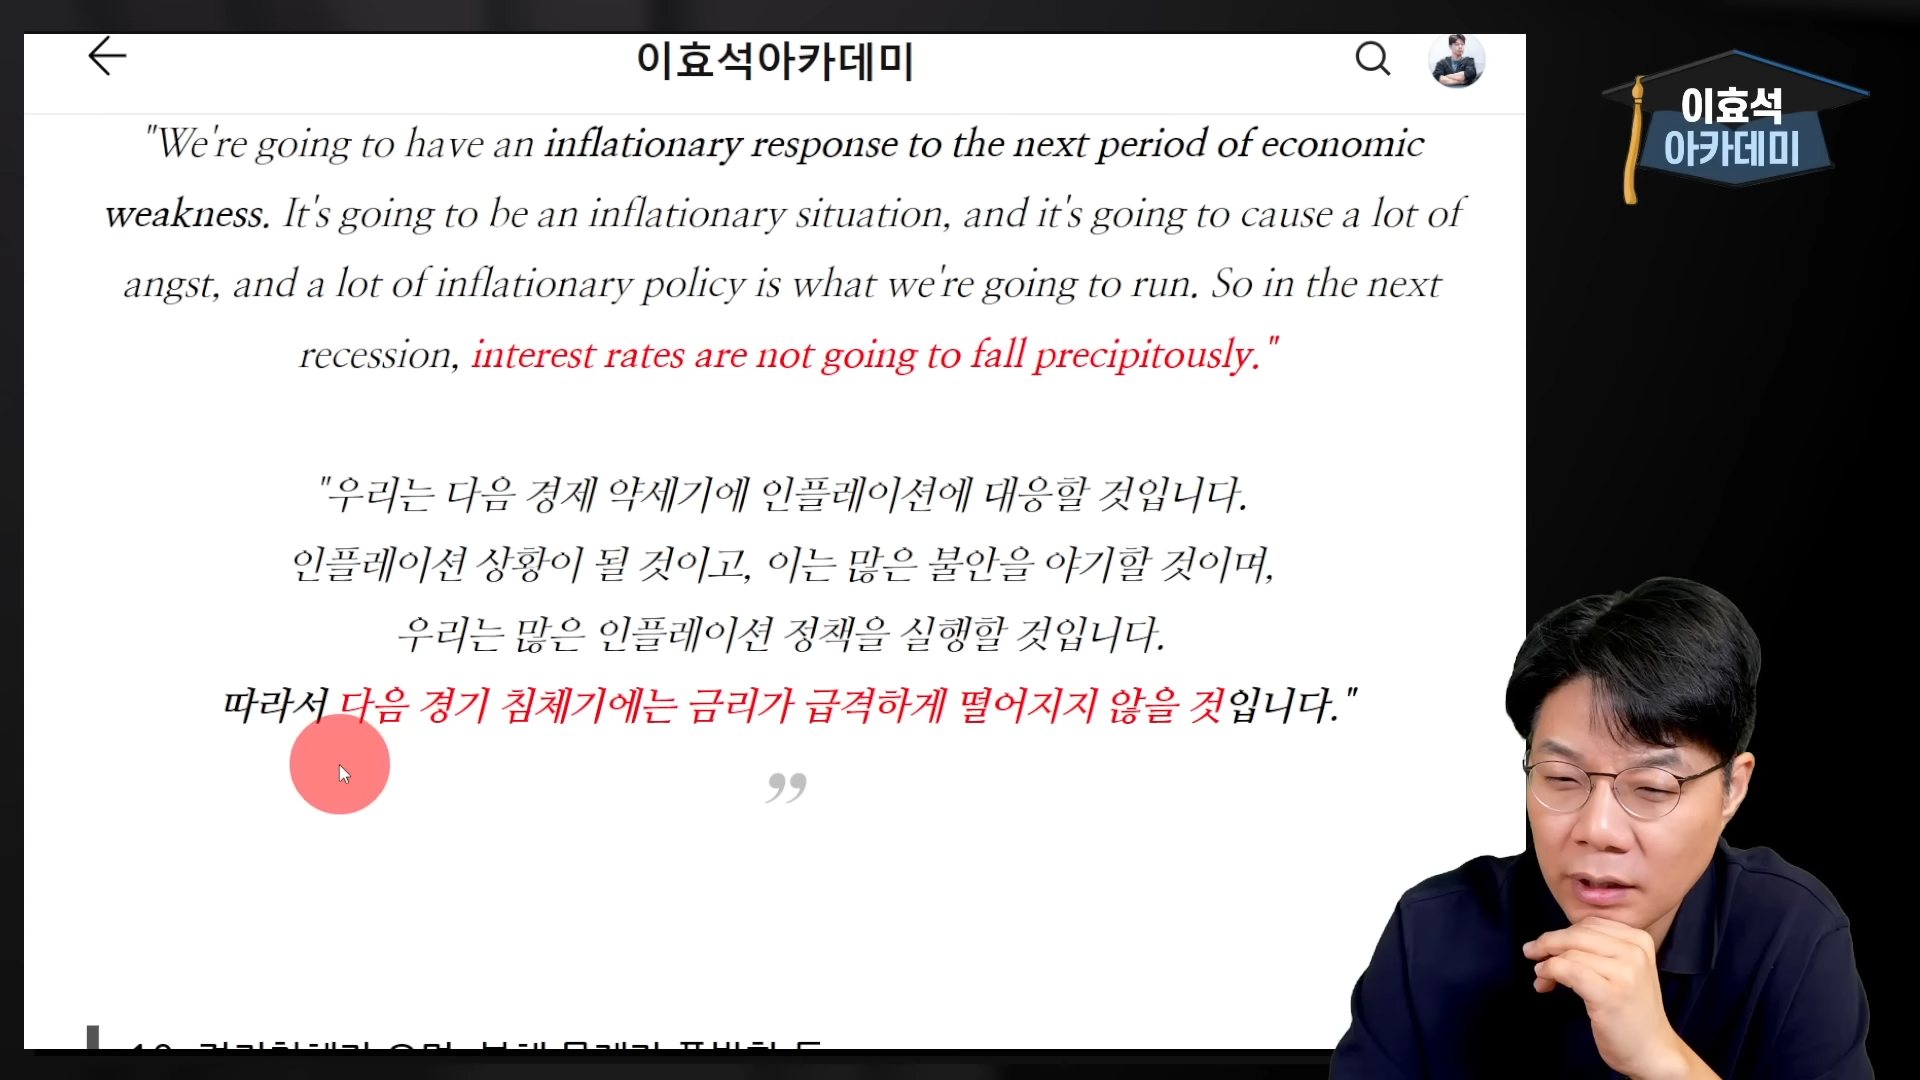 이효석아카데미
이효석
아카데미
"We're going to have an inflationary response to the next period of economic
weakness. It's going to be an inflationary situation, and it's going to cause a lot of
angst, and a lot of inflationary policy is what we're going to run. So in the next
recession, interest rates are not going to fall precipitously."
"우리는 다음 경제 약세기에 인플레이션에 대응할 것입니다.
인플레이션 상황이 될 것이고, 이는 많은 불안을 야기할 것이며,
우리는 많은 인플레이션 정책을 실행할 것입니다.
따라서 다음 경기 침체기에는 금리가 급격하게 떨어지지 않을 것입니다."
”